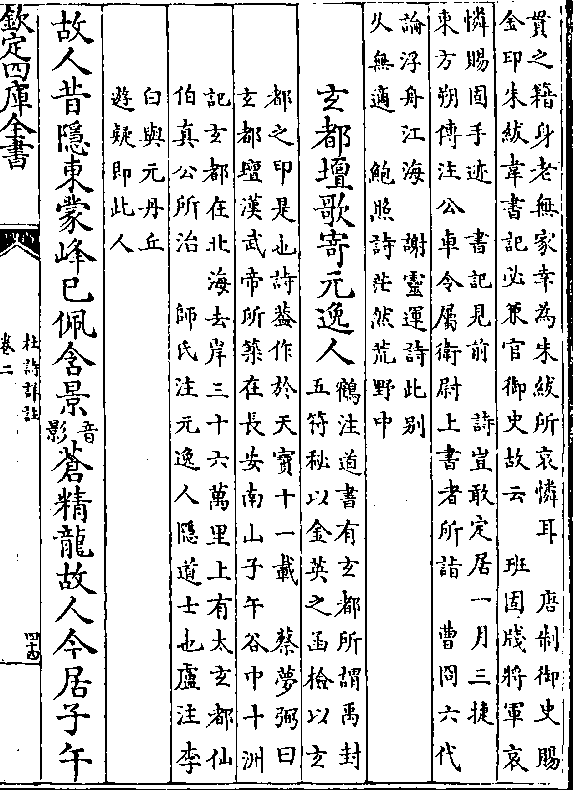 貫之籍身老無家幸為朱紱所哀憐耳　唐制御史賜
金印朱紱韋書記必兼官御史故云　班固牋將軍哀
憐賜固手迹　書記見前　詩豈敢定居一月三捷
東方朔傳注公車令屬衛尉上書者所詣　曹冏六代
論浮舟江海　謝靈運詩此别
久無適　鮑照詩茫然荒野中
玄都壇歌寄元逸人
鶴注道書有玄都所謂禹封
五符秘以金英之函檢以玄
都之印是也詩蓋作於天寶十一載　蔡夢弼曰
玄都壇漢武帝所築在長安南山子午谷中十洲
記玄都在北海去岸三十六萬里上有太玄都仙
伯真公所治　師氏注元逸人隱道士也盧注李
白與元丹丘
遊疑即此人
故人昔隱東蒙峰已佩含景音影蒼精龍故人今居子午
欽定四庫全書
杜詩詳註
卷二